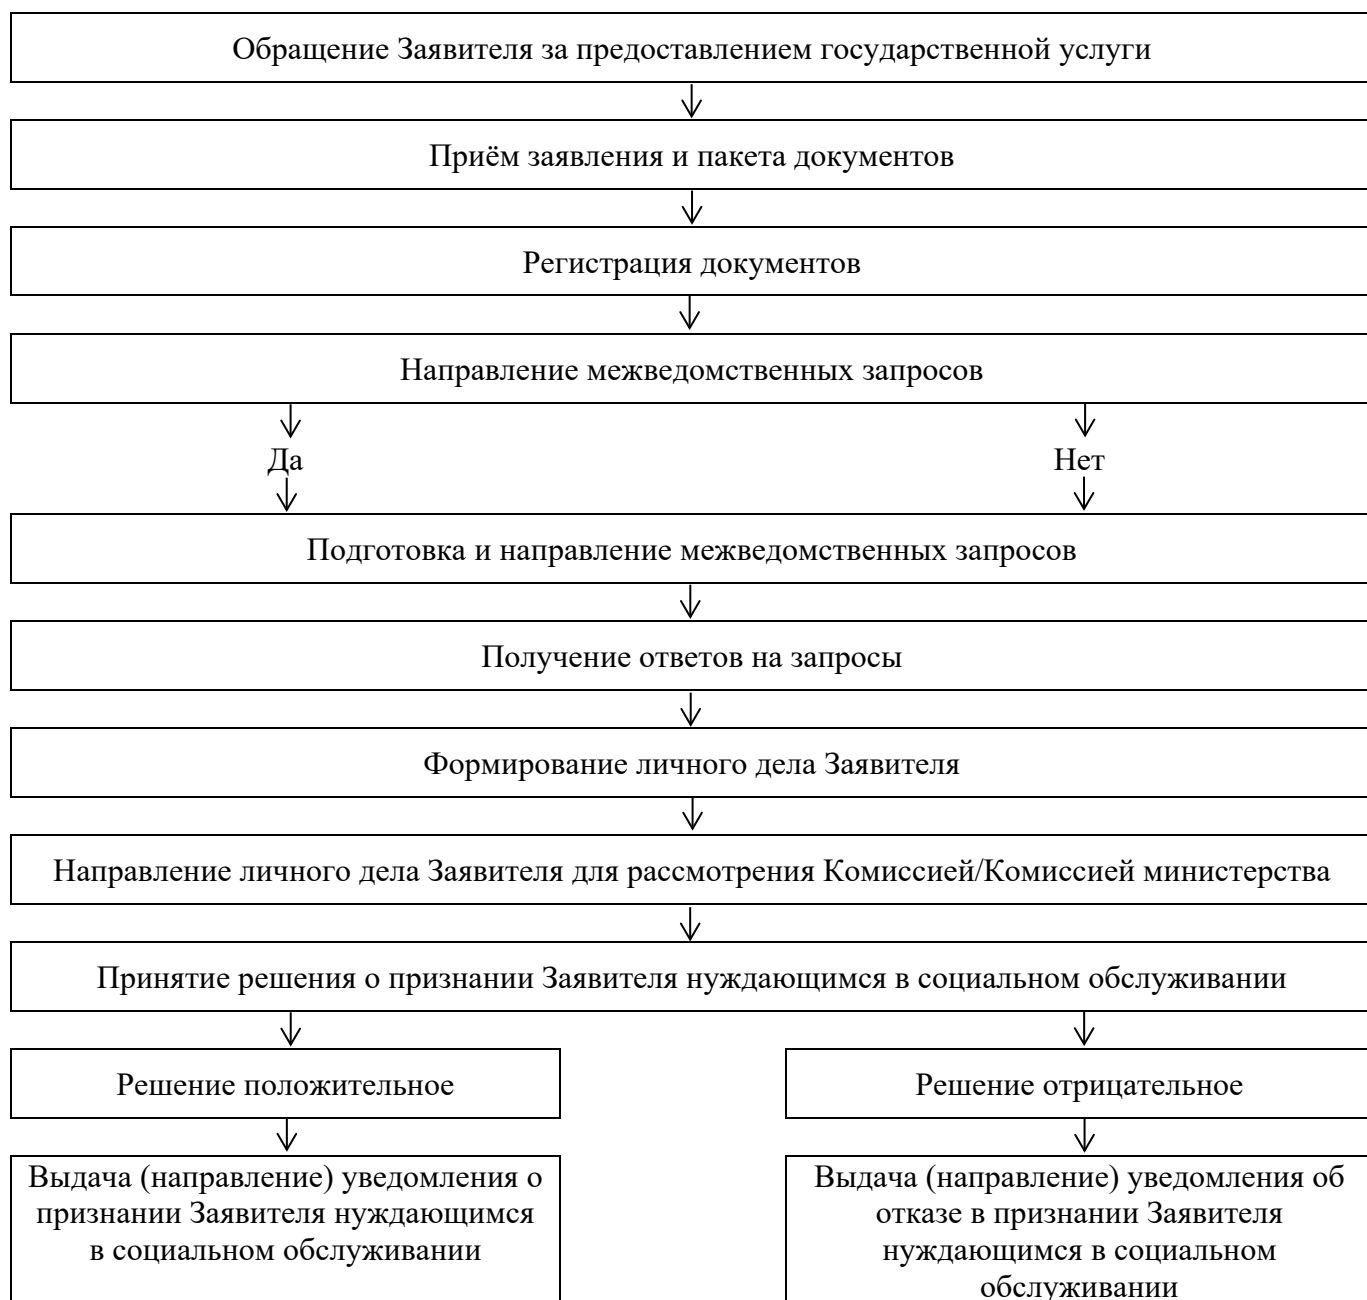 Обращение Заявителя за предоставлением государственной услуги
Приём заявления и пакета документов
Регистрация документов
Направление межведомственных запросов
Да
Нет
Подготовка и направление межведомственных запросов
Получение ответов на запросы
Формирование личного дела Заявителя
Направление личного дела Заявителя для рассмотрения Комиссией/Комиссией министерства
Принятие решения о признании Заявителя нуждающимся в социальном обслуживании
Решение положительное
Решение отрицательное
Выдача (направление) уведомления о
признании Заявителя нуждающимся
в социальном обслуживании
Выдача (направление) уведомления об
отказе в признании Заявителя
нуждающимся в социальном
обслуживании